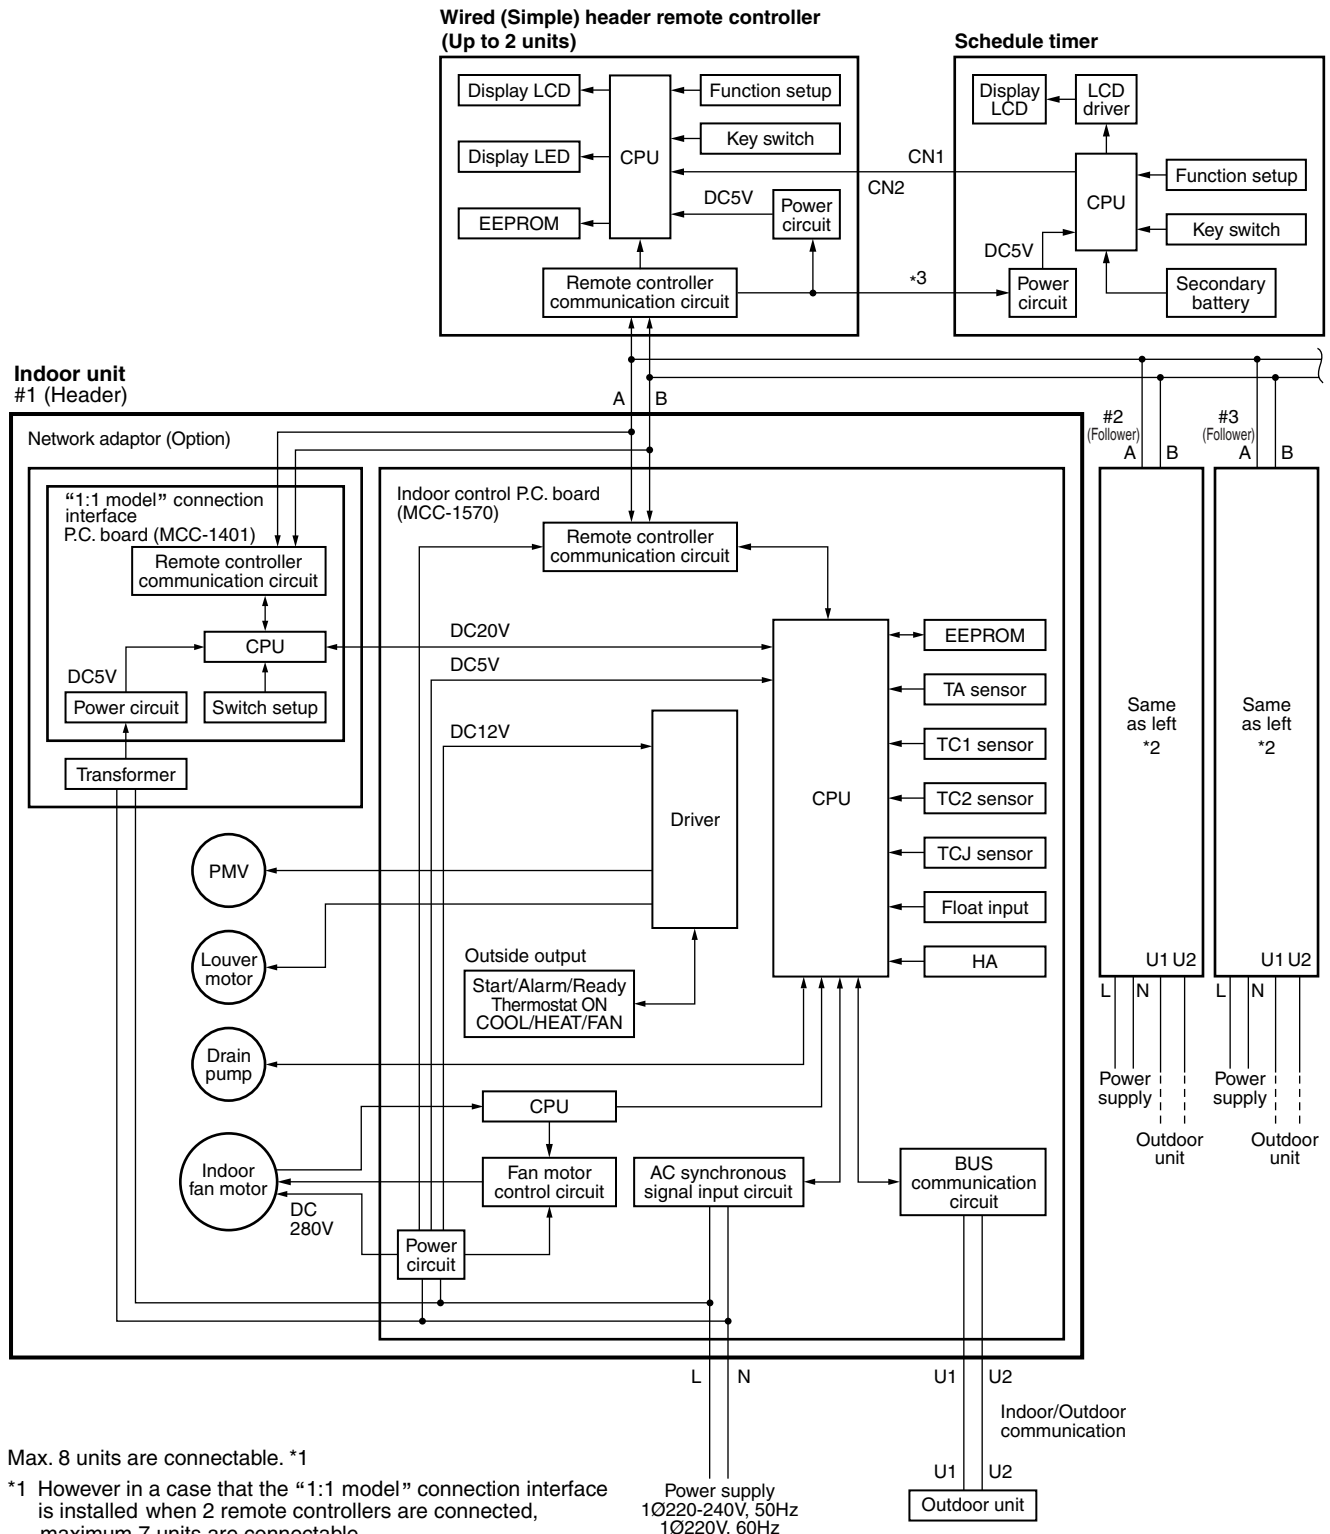 Wired (Simple) header remote controller
(Up to 2 units)
Schedule timer
Display LCD
Function setup
Key switch
Display LED
CPU
EEPROM
DC5V
Power
circuit
Remote controller
communication circuit
CN1
CN2
*3
Display
LCD
LCD
driver
Function setup
CPU
Key switch
DC5V
Power
circuit
Secondary
battery
Indoor unit
#1 (Header)
A
B
#2
(Follower)
A
B
#3
(Follower)
A
B
Network adaptor (Option)
“1:1 model” connection
interface
P.C. board (MCC-1401)
Remote controller
communication circuit
CPU
DC5V
Power circuit
Switch setup
Transformer
Indoor control P.C. board
(MCC-1570)
Remote controller
communication circuit
DC20V
DC5V
DC12V
Driver
CPU
EEPROM
TA sensor
TC1 sensor
TC2 sensor
TCJ sensor
Float input
HA
Same
as left
*2
Same
as left
*2
PMV
Louver
motor
Drain
pump
Indoor
fan motor
DC
280V
Outside output
Start/Alarm/Ready
Thermostat ON
COOL/HEAT/FAN
CPU
Fan motor
control circuit
Power
circuit
AC synchronous
signal input circuit
BUS
communication
circuit
U1 U2
U1 U2
L
N
L
N
Power
supply
Power
supply
Outdoor
unit
Outdoor
unit
L
N
U1
U2
Indoor/Outdoor
communication
U1
U2
Outdoor unit
Power supply
1Ø220-240V, 50Hz
1Ø220V, 60Hz
Max. 8 units are connectable. *1
*1 However in a case that the “1:1 model” connection interface
is installed when 2 remote controllers are connected,
maximum 7 units are connectable.